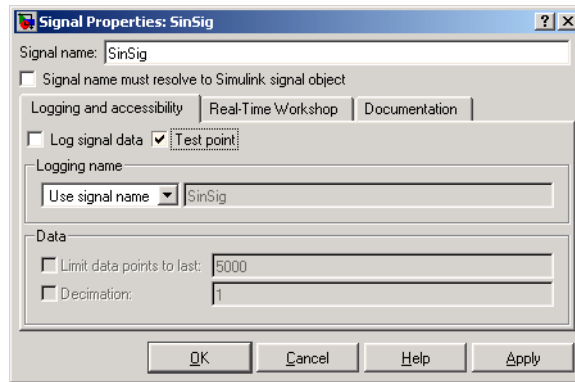 Signal Properties: SinSig
Signal name: SinSig
Signal name must resolve to Simulink signal object
Logging and accessibility Real-Time Workshop Documentation
Log signal data Test point
Logging name
Use signal name SinSig
Data
Limit data points to last: 5000
Decimation: 1
OK Cancel Help Apply